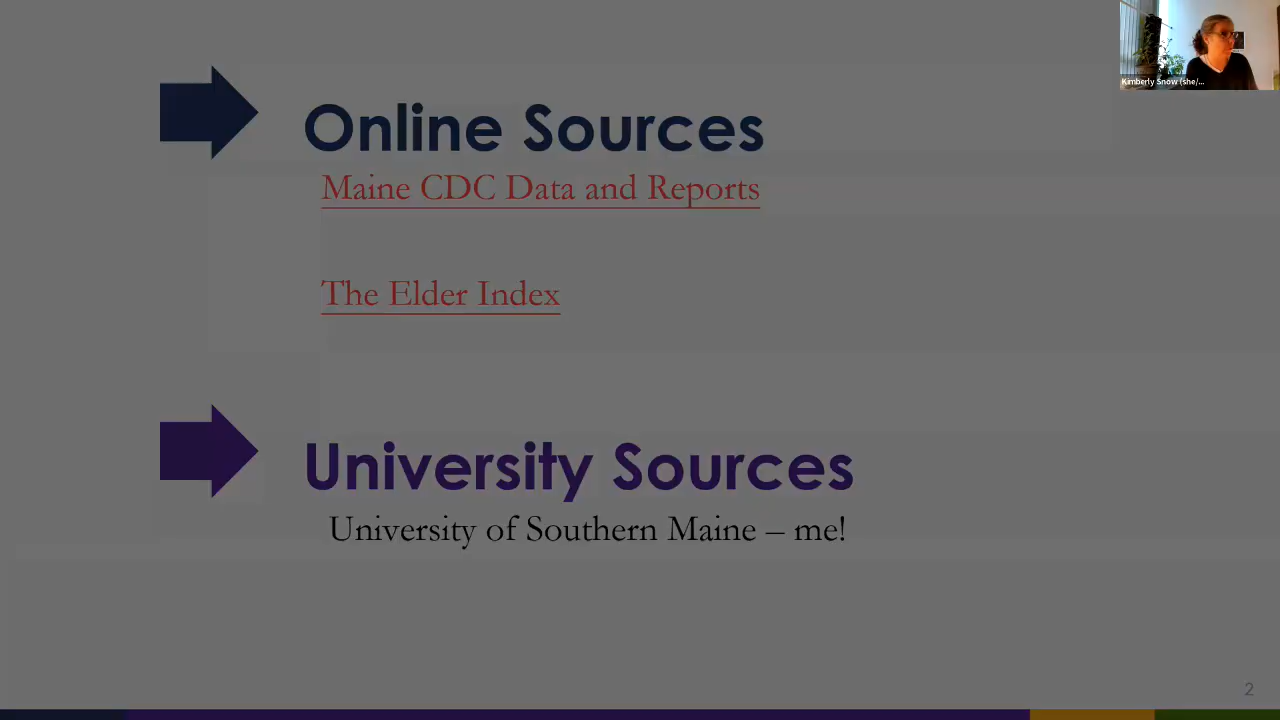 Kimberly Snow (she/...
Online Sources
Maine CDC Data and Reports
The Elder Index
University Sources
University of Southern Maine – me!
2